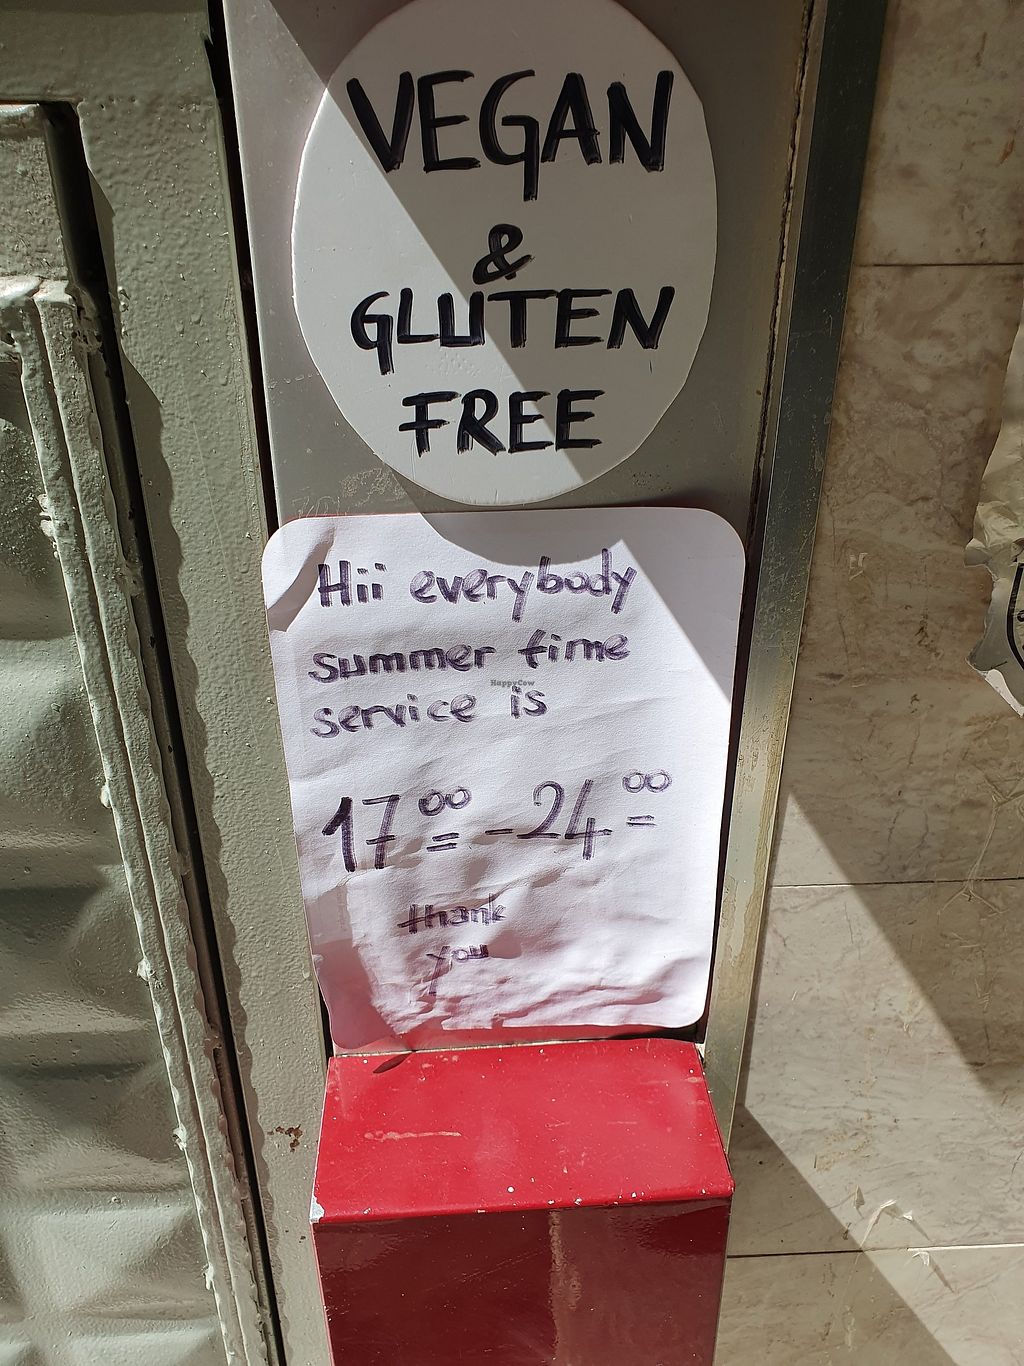 VEGAN
&
GLUTEN
FREE
Hii everybody
summer time
HappyCow
service is
17⁰⁰ - 24⁰⁰
thank
you